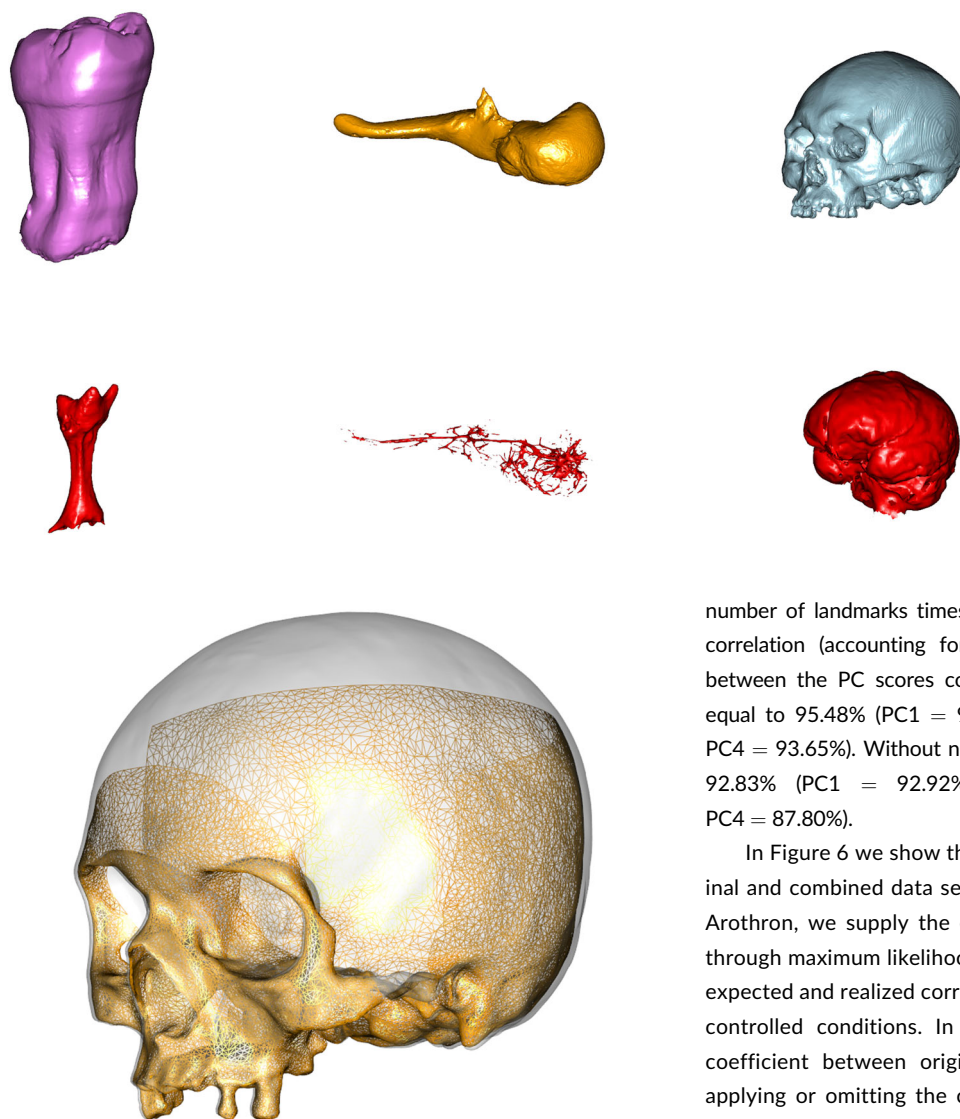 number of landmarks times
correlation (accounting for
between the PC scores co
equal to 95.48% (PC1 = 9
PC4 = 93.65%). Without n
92.83% (PC1 = 92.92%
PC4 = 87.80%).
In Figure 6 we show th
inal and combined data se
Arothron, we supply the
through maximum likelihoo
expected and realized corr
controlled conditions. In
coefficient between origi
applying or omitting the c